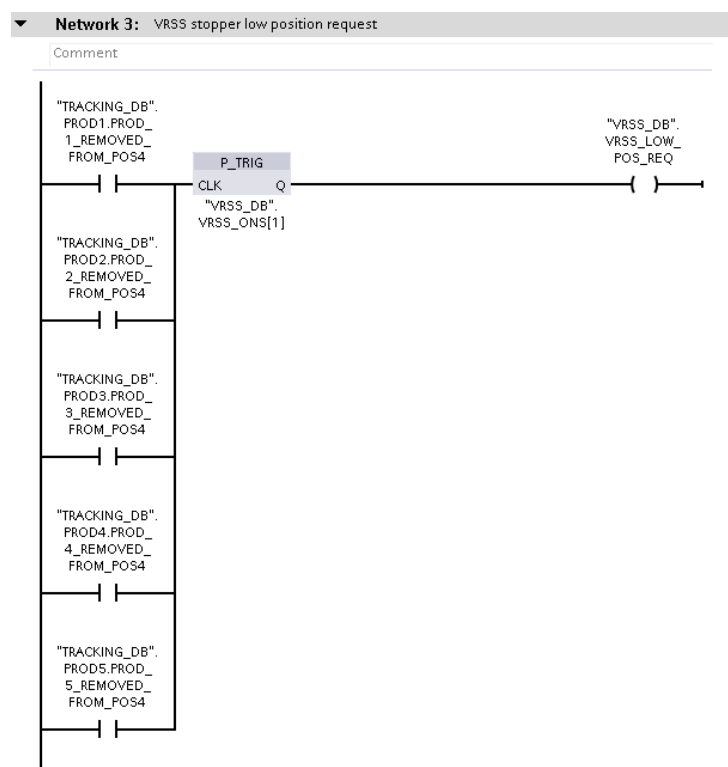 Network 3: VRSS stopper low position request
Comment
"TRACKING_DB".
PROD1.PROD_
1_REMOVED_
FROM_POS4
"VRSS_DB".
VRSS_LOW_
POS_REQ
P_TRIG
CLK Q
"VRSS_DB".
VRSS_ONS[1]
"TRACKING_DB".
PROD2.PROD_
2_REMOVED_
FROM_POS4
"TRACKING_DB".
PROD3.PROD_
3_REMOVED_
FROM_POS4
"TRACKING_DB".
PROD4.PROD_
4_REMOVED_
FROM_POS4
"TRACKING_DB".
PROD5.PROD_
5_REMOVED_
FROM_POS4